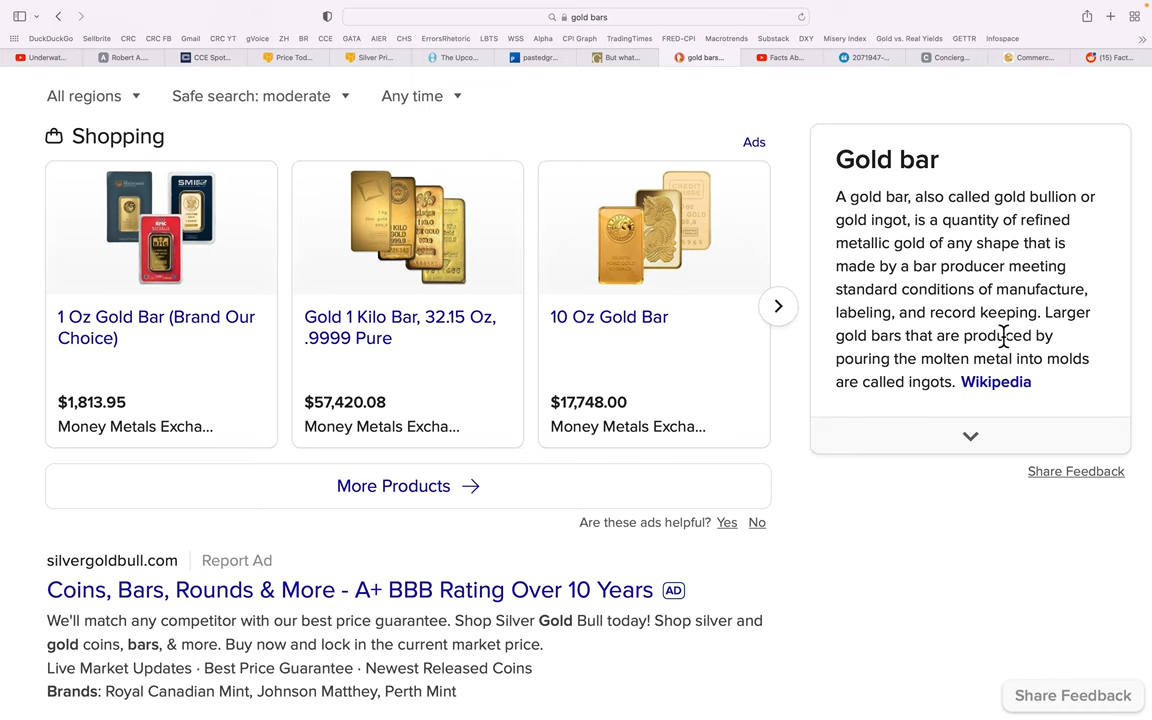 gold bars
DuckDuckGo Sellbrite CRC CRC FB Gmail CRC YT gVoice ZH BR CCE GATA AIER CHS ErrorsRhetoric LBTS WSS Alpha CPI Graph TradingTimes FRED-CPI Macrotrends Substack DXY Misery Index Gold vs. Real Yields GETTR Infospace
Underwat... Robert A.... CCE Spot... Price Tod... Silver Pri... The Upco... pastedgr... But what... gold bars... Facts Ab... 2071947-... Concierg... Commerc... (15) Fact...
All regions Safe search: moderate Any time
Shopping
Ads
1 Oz Gold Bar (Brand Our
Choice)
$1,813.95
Money Metals Excha...
Gold 1 Kilo Bar, 32.15 Oz,
.9999 Pure
$57,420.08
Money Metals Excha...
10 Oz Gold Bar
$17,748.00
Money Metals Excha...
More Products
Are these ads helpful? Yes No
Gold bar
A gold bar, also called gold bullion or
gold ingot, is a quantity of refined
metallic gold of any shape that is
made by a bar producer meeting
standard conditions of manufacture,
labeling, and record keeping. Larger
gold bars that are produced by
pouring the molten metal into molds
are called ingots. Wikipedia
Share Feedback
silvergoldbull.com Report Ad
Coins, Bars, Rounds & More - A+ BBB Rating Over 10 Years AD
We'll match any competitor with our best price guarantee. Shop Silver Gold Bull today! Shop silver and
gold coins, bars, & more. Buy now and lock in the current market price.
Live Market Updates · Best Price Guarantee · Newest Released Coins
Brands: Royal Canadian Mint, Johnson Matthey, Perth Mint
Share Feedback